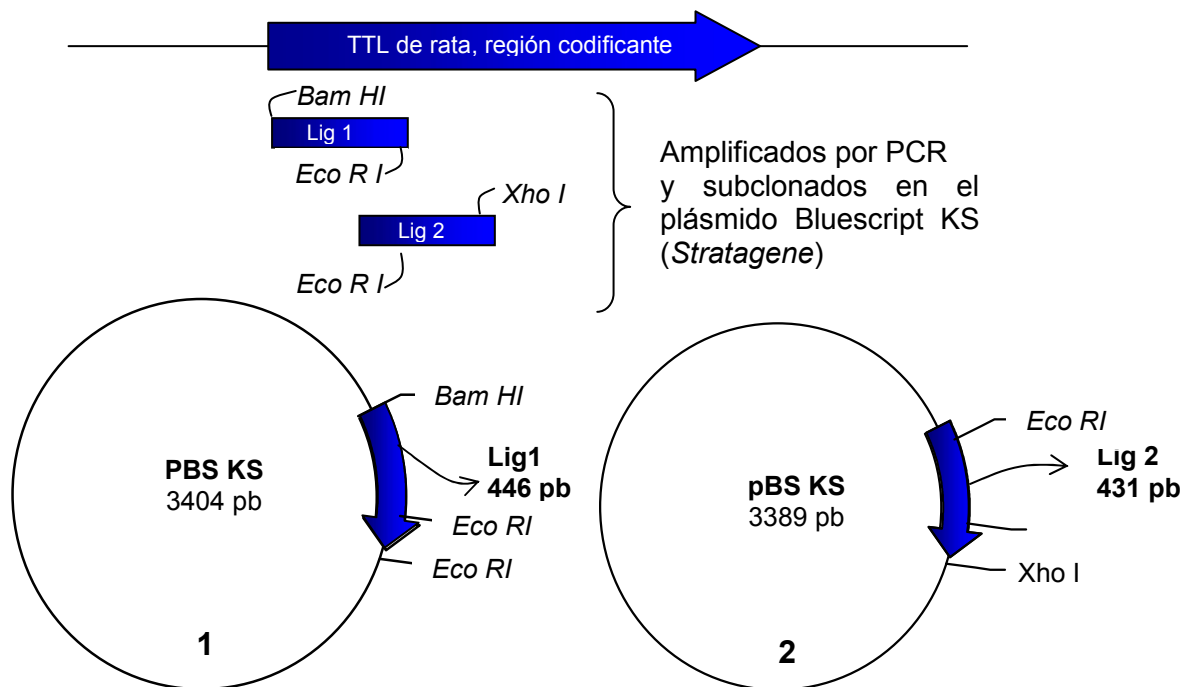 TTL de rata, región codificante
Bam HI
Lig 1
Eco R I
Xho I
Lig 2
Eco R I
Amplificados por PCR
y subclonados en el
plásmido Bluescript KS
(Stratagene)
Bam HI
PBS KS
3404 pb
Lig1
446 pb
Eco RI
Eco RI
1
Eco RI
pBS KS
3389 pb
Lig 2
431 pb
Xho I
2